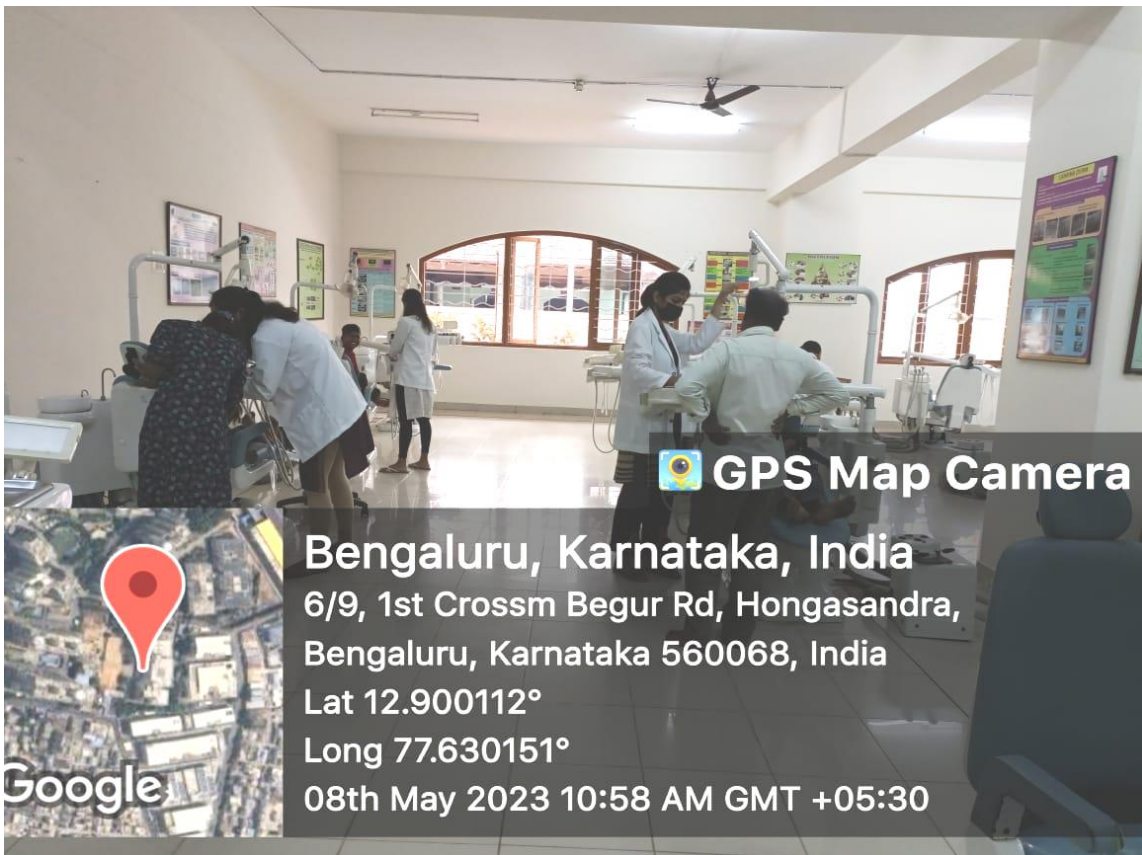 GPS Map Camera
Bengaluru, Karnataka, India
6/9, 1st Crossm Begur Rd, Hongasandra,
Bengaluru, Karnataka 560068, India
Lat 12.900112°
Long 77.630151°
08th May 2023 10:58 AM GMT +05:30
Google